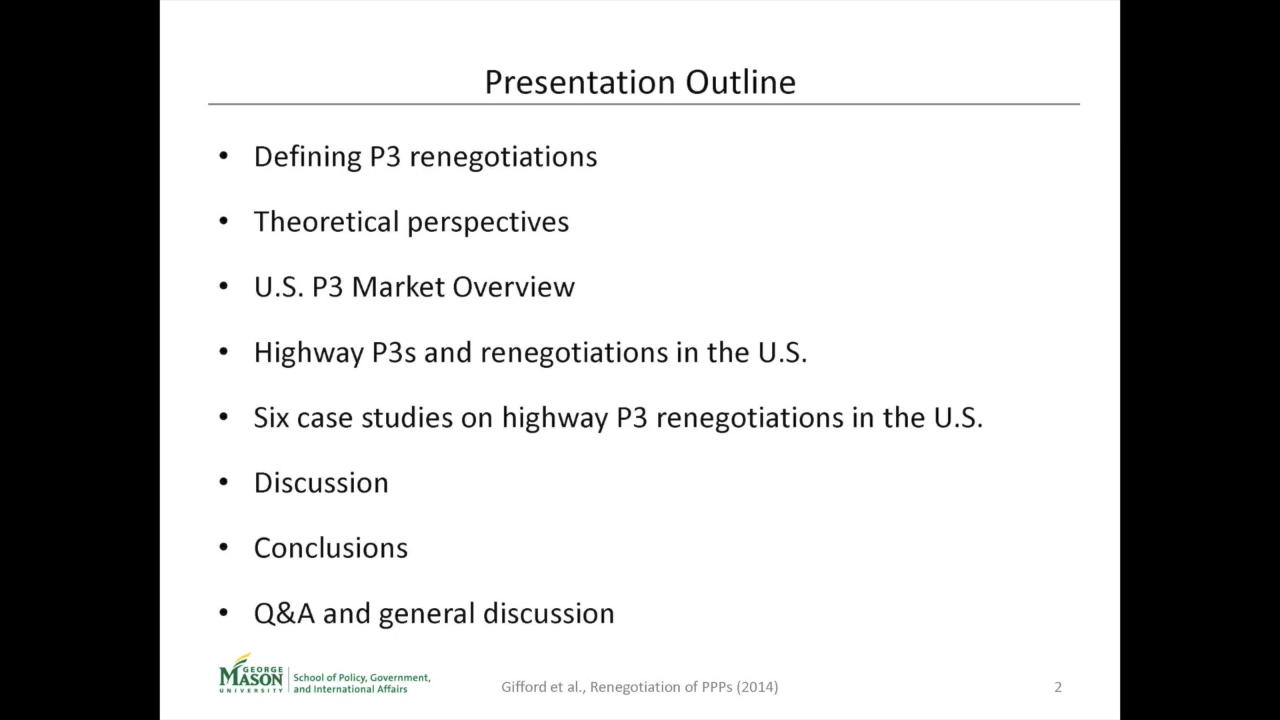 Presentation Outline
• Defining P3 renegotiations
• Theoretical perspectives
• U.S. P3 Market Overview
• Highway P3s and renegotiations in the U.S.
• Six case studies on highway P3 renegotiations in the U.S.
• Discussion
• Conclusions
• Q&A and general discussion
GEORGE
MASON
UNIVERSITY
School of Policy, Government,
and International Affairs
Gifford et al., Renegotiation of PPPs (2014)
2